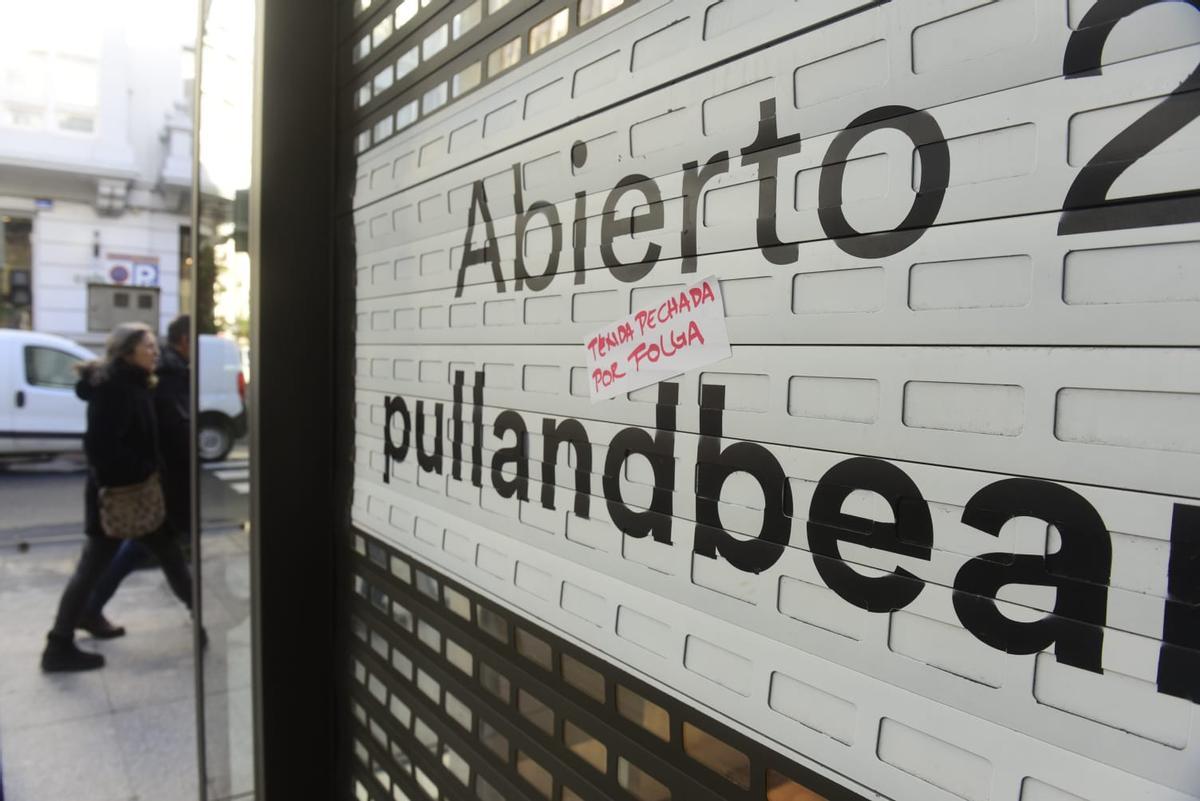 Abierto 2
TENDA PECHADA
POR FOLGA
pullandbea